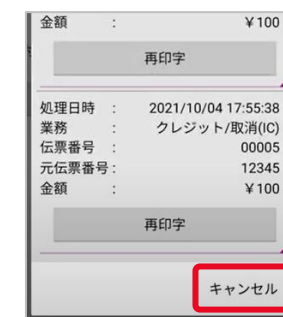 金額 : ￥100
再印字
処理日時 : 2021/10/04 17:55:38
業務 : クレジット/取消(IC)
伝票番号 : 00005
元伝票番号 : 12345
金額 : ￥100
再印字
キャンセル